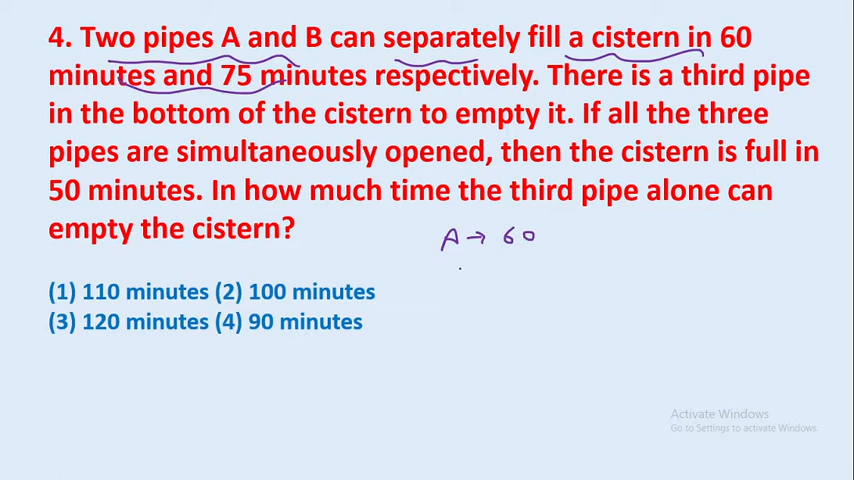 4. Two pipes A and B can separately fill a cistern in 60
minutes and 75 minutes respectively. There is a third pipe
in the bottom of the cistern to empty it. If all the three
pipes are simultaneously opened, then the cistern is full in
50 minutes. In how much time the third pipe alone can
empty the cistern?
A → 60
(1) 110 minutes (2) 100 minutes
(3) 120 minutes (4) 90 minutes
Activate Windows
Go to Settings to activate Windows.